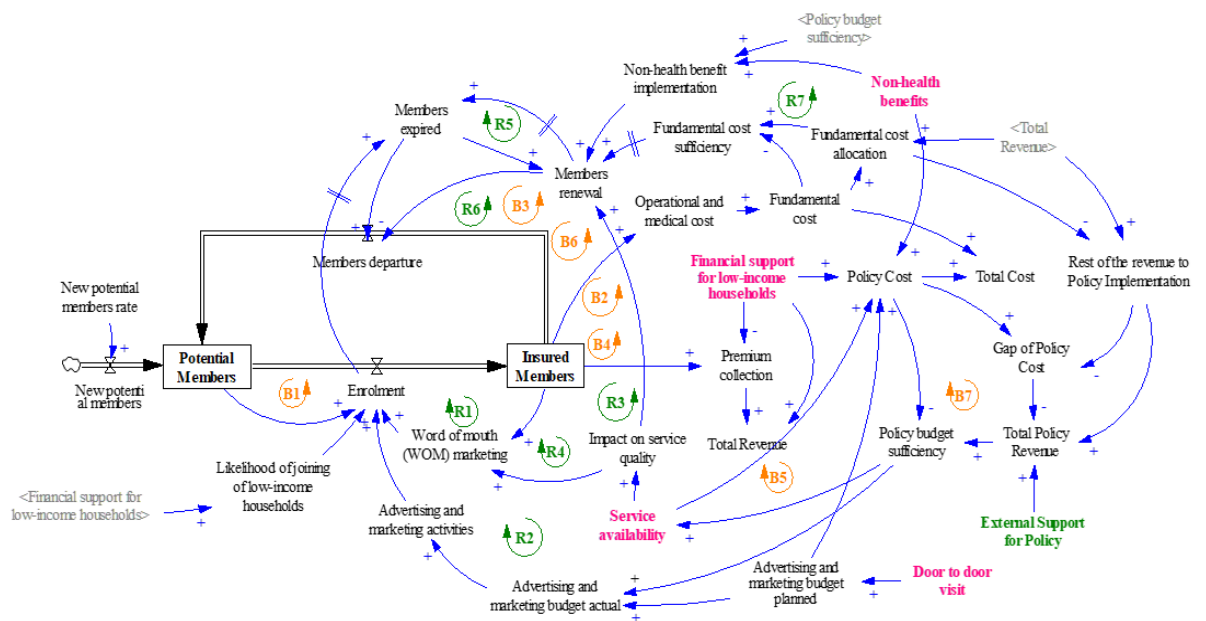 <Policy budget
sufficiency>
Non-health benefit
implementation
Non-health
benefits
R7
Members
expired
R5
Fundamental cost
sufficiency
Fundamental cost
allocation
<Total
Revenue>
Members
renewal
R6
B3
Operational and
medical cost
Fundamental
cost
B6
Members departure
Financial support
for low-income
households
Policy Cost
Total Cost
Rest of the revenue to
Policy Implementation
New potential
members rate
B2
B4
Potential
Members
Insured
Members
Premium
collection
Gap of Policy
Cost
New potenti
al members
B1
Enrolment
R3
B7
R1
Word of mouth
(WOM) marketing
R4
Impact on service
quality
Total Revenue
Policy budget
sufficiency
Total Policy
Revenue
B5
Likelihood of joining
of low-income
households
<Financial support for
low-income households>
Advertising and
marketing activities
R2
Service
availability
External Support
for Policy
Advertising and
marketing budget actual
Advertising and
marketing budget
planned
Door to door
visit